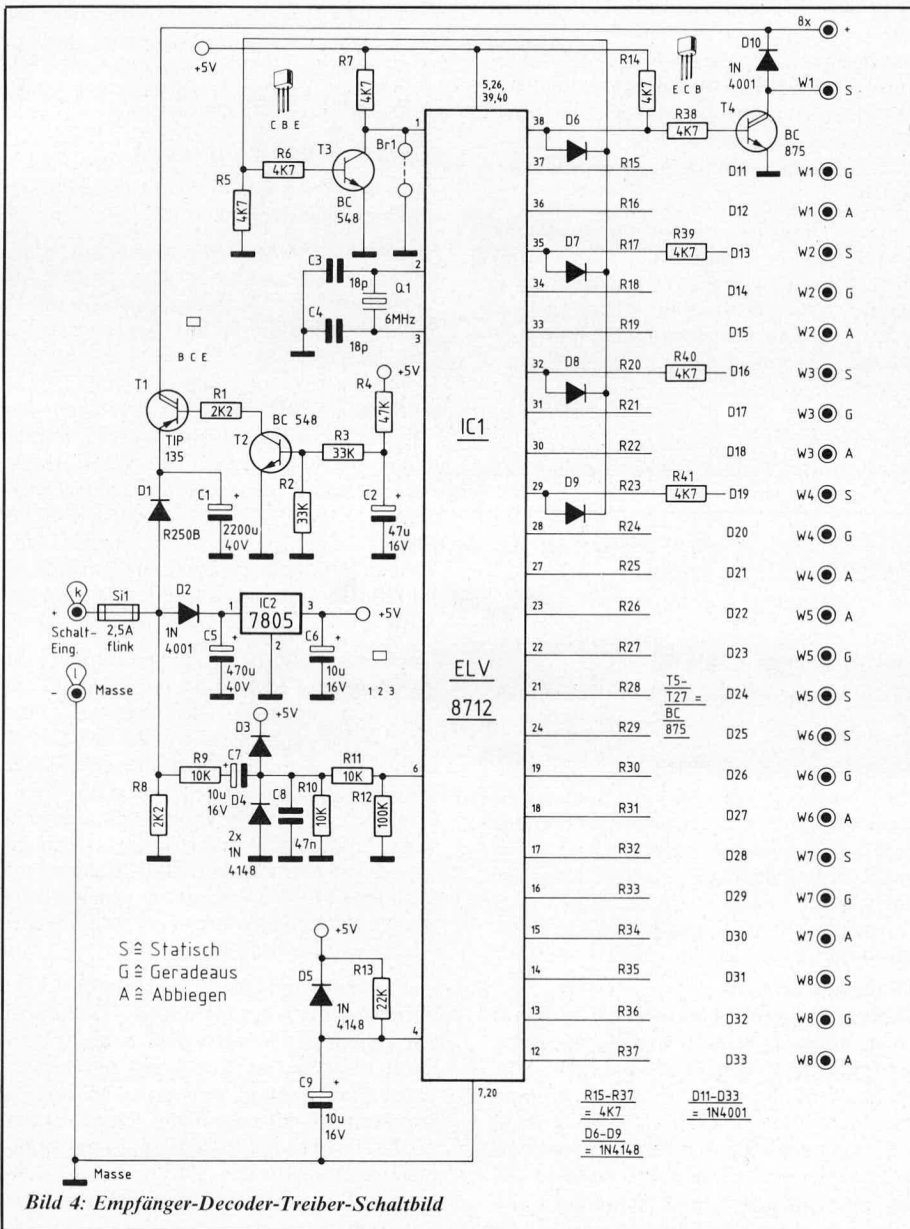 8x +
+5V
R7
4K7
C B E
5,26,
39,40
R14
4K7
E C B
D10
1N
4001
W1 S
T4
BC
875
R38
4K7
38
D6
1
Br1
T3
R6
4K7
R5
4K7
BC
548
37 R15 D11 W1 G
36 R16 D12 W1 A
35 D7 R17 R39 4K7 D13 W2 S
34 R18 D14 W2 G
33 R19 D15 W2 A
32 D8 R20 R40 4K7 D16 W3 S
31 R21 D17 W3 G
30 R22 D18 W3 A
29 D9 R23 R41 4K7 D19 W4 S
28 R24 D20 W4 G
27 R25 D21 W4 A
23 R26 D22 W5 A
22 R27 D23 W5 G
21 R28 D24 W5 S
24 R29 D25 W6 S
19 R30 D26 W6 G
18 R31 D27 W6 A
17 R32 D28 W7 S
16 R33 D29 W7 G
15 R34 D30 W7 A
14 R35 D31 W8 S
13 R36 D32 W8 G
12 R37 D33 W8 A
T5-
T27 =
BC
875
C3
18p
2
Q1
6MHz
C4
18p
3
B C E
+5V
R4
47K
T1
R1
2K2
TIP
135
BC 548
T2
R3
33K
R2
33K
C2
+
47u
16V
IC1
D1
R250B
C1
+
2200u
40V
k
+
Schalt-
Eing.
Si1
2,5A
flink
D2
1N
4001
1
IC2
7805
3
2
+5V
C5
+
470u
40V
C6
+
10u
16V
1 2 3
l
-
Masse
ELV
8712
+5V
D3
R8
2K2
R9
10K
C7
+
10u
16V
D4
2x
1N
4148
C8
47n
R10
10K
R11
10K
R12
100K
6
+5V
S ≙ Statisch
G ≙ Geradeaus
A ≙ Abbiegen
D5
1N
4148
R13
22K
4
C9
+
10u
16V
7,20
R15-R37
= 4K7
D6-D9
= 1N4148
D11-D33
= 1N4001
Masse
Bild 4: Empfänger-Decoder-Treiber-Schaltbild